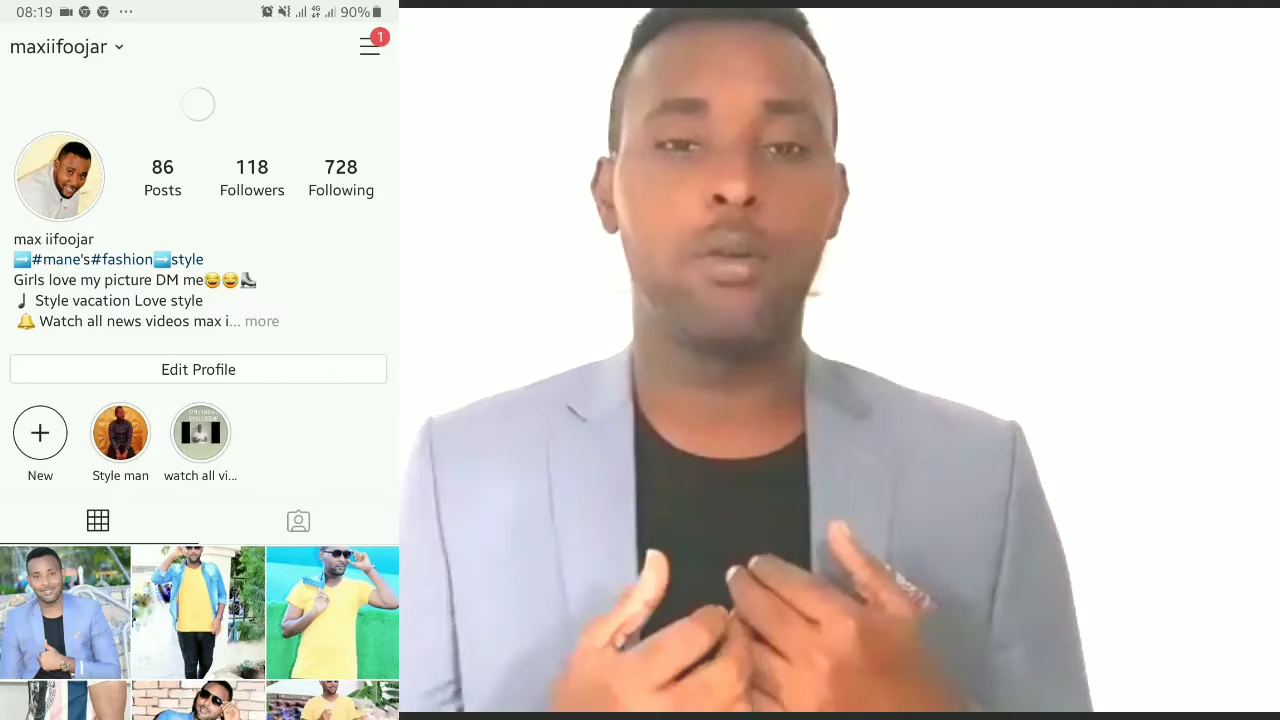 08:19 ... 4G 90%
maxiifoojar
1
86 118 728
Posts Followers Following
max iifoojar
➡️#mane's#fashion➡️style
Girls love my picture DM me😅😅⛸️
♩ Style vacation Love style
🔔 Watch all news videos max i... more
Edit Profile
New Style man watch all vi...